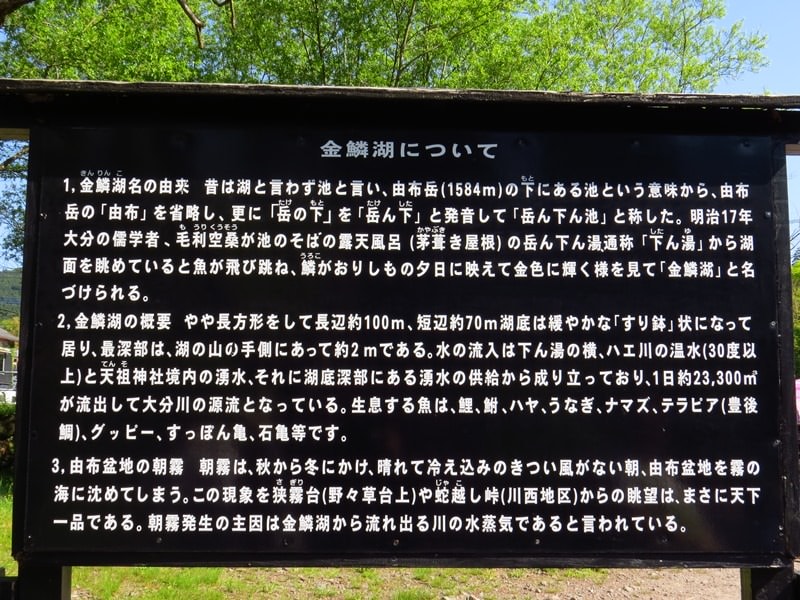 金鱗湖について
1,金鱗湖名の由来　昔は湖と言わず池と言い、由布岳(1584m)の下にある池という意味から、由布
岳の「由布」を省略し、更に「岳の下」を「岳ん下」と発音して「岳ん下池」と称した。明治17年
大分の儒学者、毛利空桑が池のそばの露天風呂(茅葺き屋根)の岳ん下ん湯通称「下ん湯」から湖
面を眺めていると魚が飛び跳ね、鱗がおりしもの夕日に映えて金色に輝く様を見て「金鱗湖」と名
づけられる。
2,金鱗湖の概要　やや長方形をして長辺約100m、短辺約70m湖底は緩やかな「すり鉢」状になって
居り、最深部は、湖の山の手側にあって約2mである。水の流入は下ん湯の横、ハエ川の温水(30度以
上)と天祖神社境内の湧水、それに湖底深部にある湧水の供給から成り立っており、1日約23,300㎥
が流出して大分川の源流となっている。生息する魚は、鯉、鮒、ハヤ、うなぎ、ナマズ、テラピア(豊後
鯛)、グッピー、すっぽん亀、石亀等です。
3,由布盆地の朝霧　朝霧は、秋から冬にかけ、晴れて冷え込みのきつい風がない朝、由布盆地を霧の
海に沈めてしまう。この現象を狭霧台(野々草台上)や蛇越し峠(川西地区)からの眺望は、まさに天下
一品である。朝霧発生の主因は金鱗湖から流れ出る川の水蒸気であると言われている。